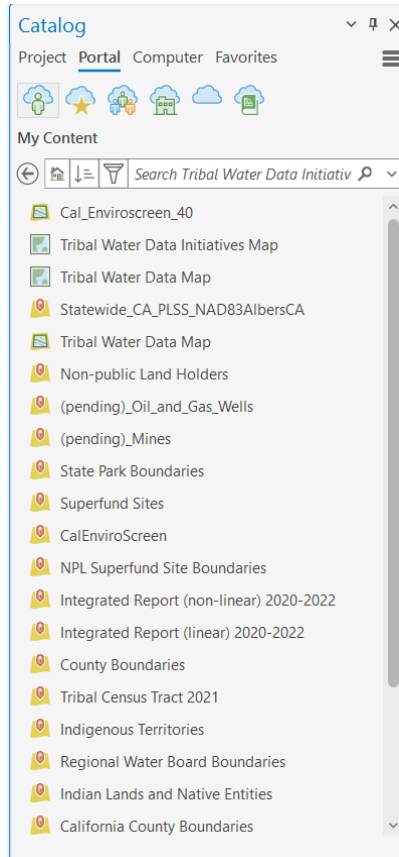 Catalog
Project Portal Computer Favorites
My Content
Search Tribal Water Data Initiativ
Cal_Enviroscreen_40
Tribal Water Data Initiatives Map
Tribal Water Data Map
Statewide_CA_PLSS_NAD83AlbersCA
Tribal Water Data Map
Non-public Land Holders
(pending)_Oil_and_Gas_Wells
(pending)_Mines
State Park Boundaries
Superfund Sites
CalEnviroScreen
NPL Superfund Site Boundaries
Integrated Report (non-linear) 2020-2022
Integrated Report (linear) 2020-2022
County Boundaries
Tribal Census Tract 2021
Indigenous Territories
Regional Water Board Boundaries
Indian Lands and Native Entities
California County Boundaries